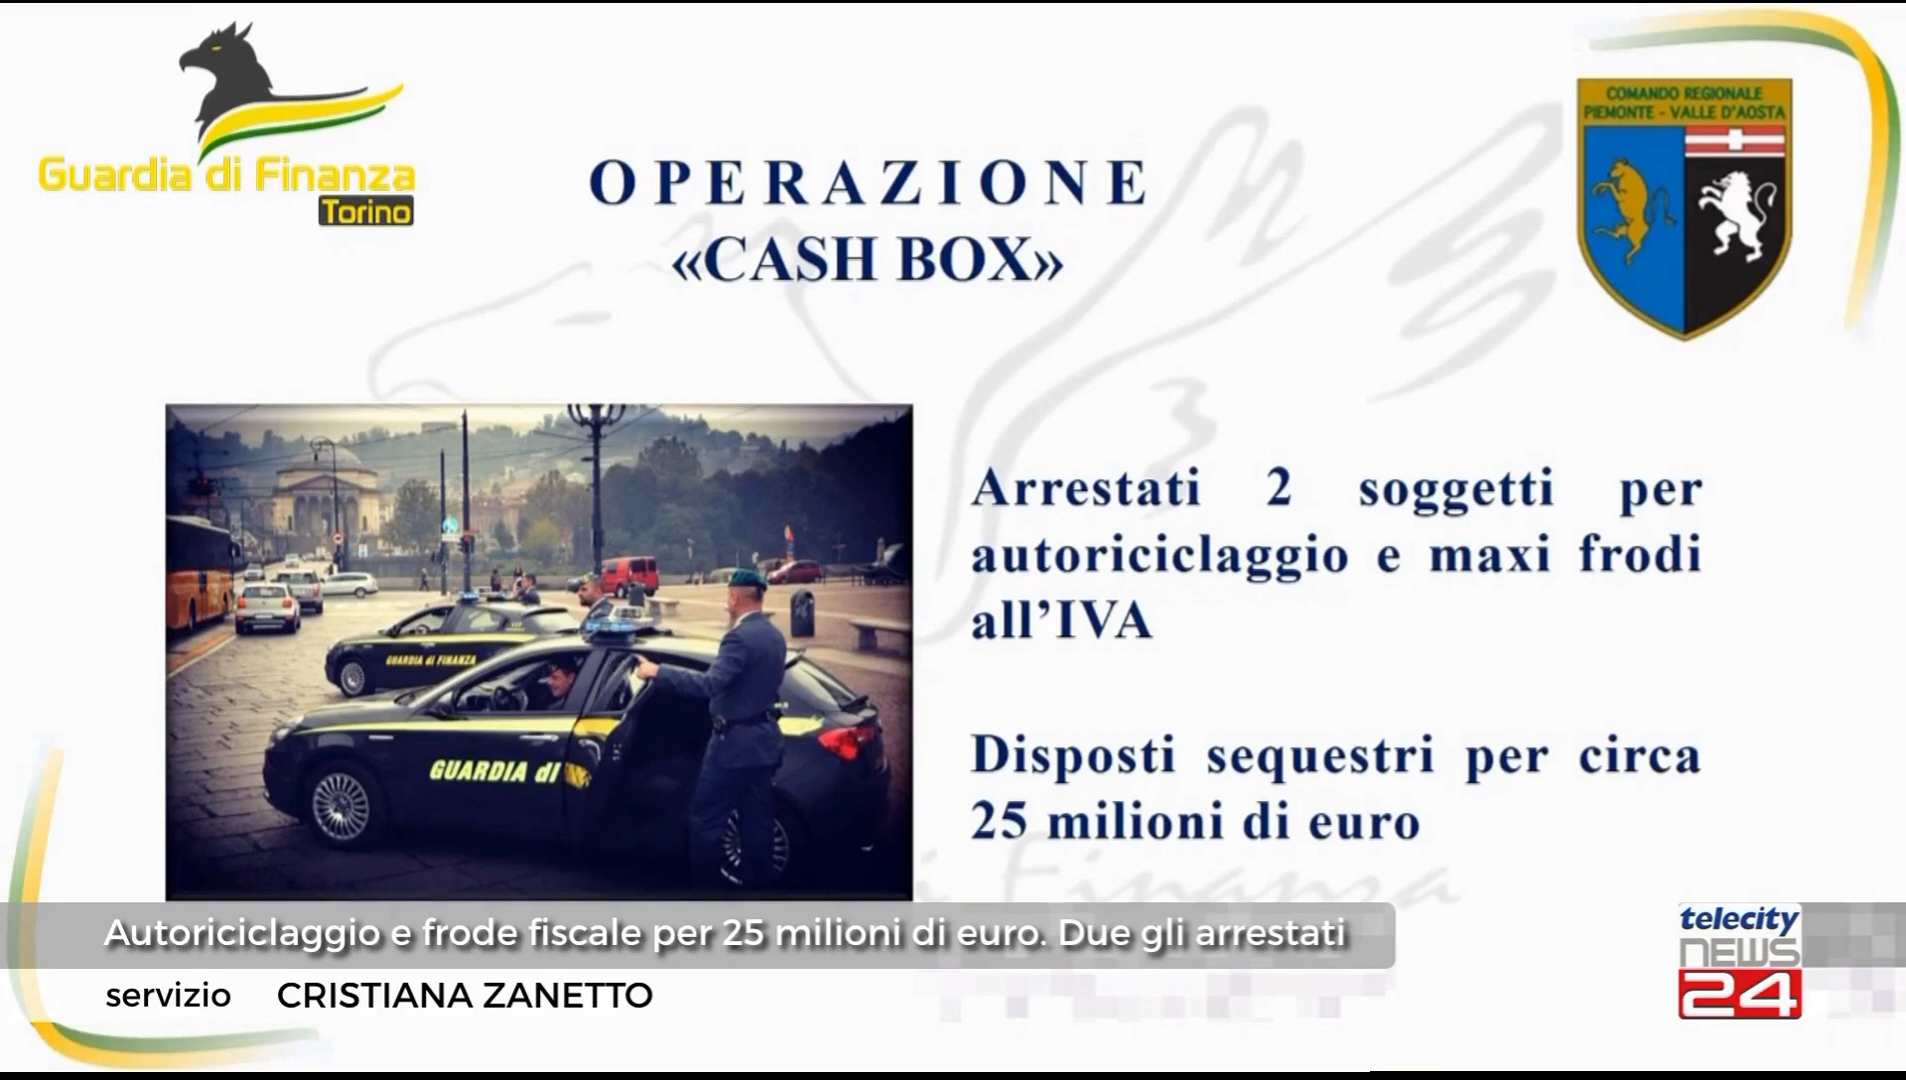 Guardia di Finanza
Torino
OPERAZIONE
«CASH BOX»
COMANDO REGIONALE
PIEMONTE - VALLE D'AOSTA
GUARDIA di FINANZA
GUARDIA di
Arrestati 2 soggetti per
autoriciclaggio e maxi frodi
all'IVA
Disposti sequestri per circa
25 milioni di euro
i Finanza
Autoriciclaggio e frode fiscale per 25 milioni di euro. Due gli arrestati
servizio CRISTIANA ZANETTO
telecity
NEWS
24